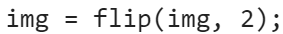 img = flip(img, 2);